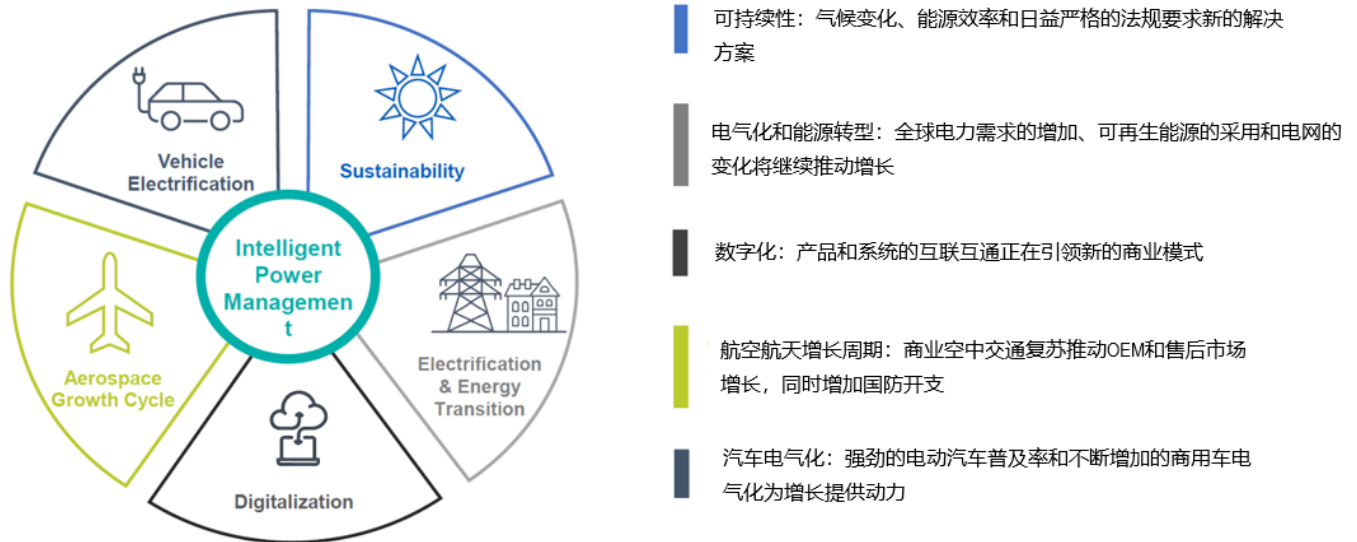 Vehicle
Electrification
Sustainability
Intelligent
Power
Managemen
t
Electrification
& Energy
Transition
Digitalization
Aerospace
Growth Cycle
可持续性：气候变化、能源效率和日益严格的法规要求新的解决
方案
电气化和能源转型：全球电力需求的增加、可再生能源的采用和电网的
变化将继续推动增长
数字化：产品和系统的互联互通正在引领新的商业模式
航空航天增长周期：商业空中交通复苏推动OEM和售后市场
增长，同时增加国防开支
汽车电气化：强劲的电动汽车普及率和不断增加的商用车电
气化为增长提供动力